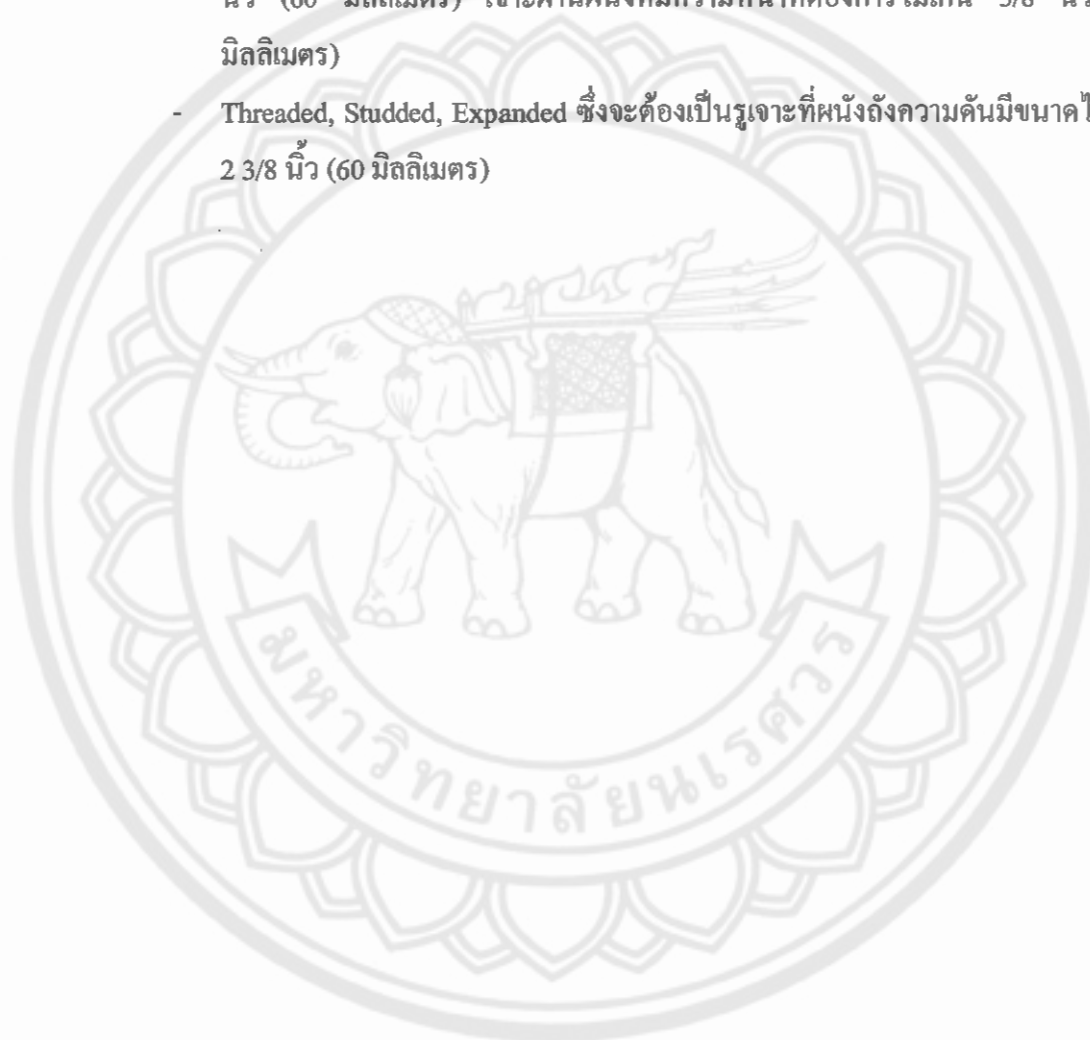 นิ้ว (60 มิลลิเมตร) เจาะผ่านผนังที่มีความหนาที่ต้องการไม่เกิน 3/8 นิ้ว
มิลลิเมตร)
- Threaded, Studded, Expanded ซึ่งจะต้องเป็นรูเจาะที่ผนังถังความดันมีขนาดไ
2 3/8 นิ้ว (60 มิลลิเมตร)
มหาวิทยาลัยนเรศวร